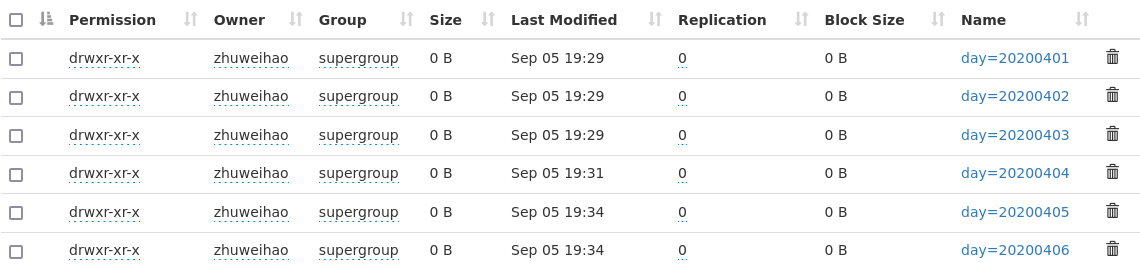 Permission Owner Group Size Last Modified Replication Block Size Name
drwxr-xr-x zhuweihao supergroup 0 B Sep 05 19:29 0 0 B day=20200401
drwxr-xr-x zhuweihao supergroup 0 B Sep 05 19:29 0 0 B day=20200402
drwxr-xr-x zhuweihao supergroup 0 B Sep 05 19:29 0 0 B day=20200403
drwxr-xr-x zhuweihao supergroup 0 B Sep 05 19:31 0 0 B day=20200404
drwxr-xr-x zhuweihao supergroup 0 B Sep 05 19:34 0 0 B day=20200405
drwxr-xr-x zhuweihao supergroup 0 B Sep 05 19:34 0 0 B day=20200406